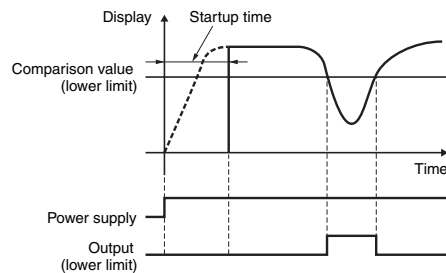 Display
Startup time
Comparison value
(lower limit)
Time
Power supply
Output
(lower limit)